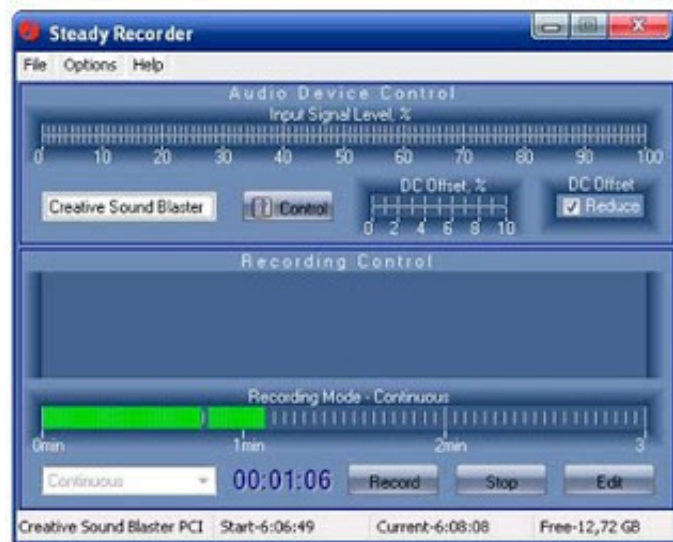 Steady Recorder
File Options Help
Audio Device Control
Input Signal Level, %
0 10 20 30 40 50 60 70 80 90 100
Creative Sound Blaster
Control
DC Offset, %
0 2 4 6 8 10
DC Offset
Reduce
Recording Control
Recording Mode - Continuous
0min 1min 2min 3
Continuous 00:01:06 Record Stop Edit
Creative Sound Blaster PCI Start-6:06:49 Current-6:08:08 Free-12,72 GB